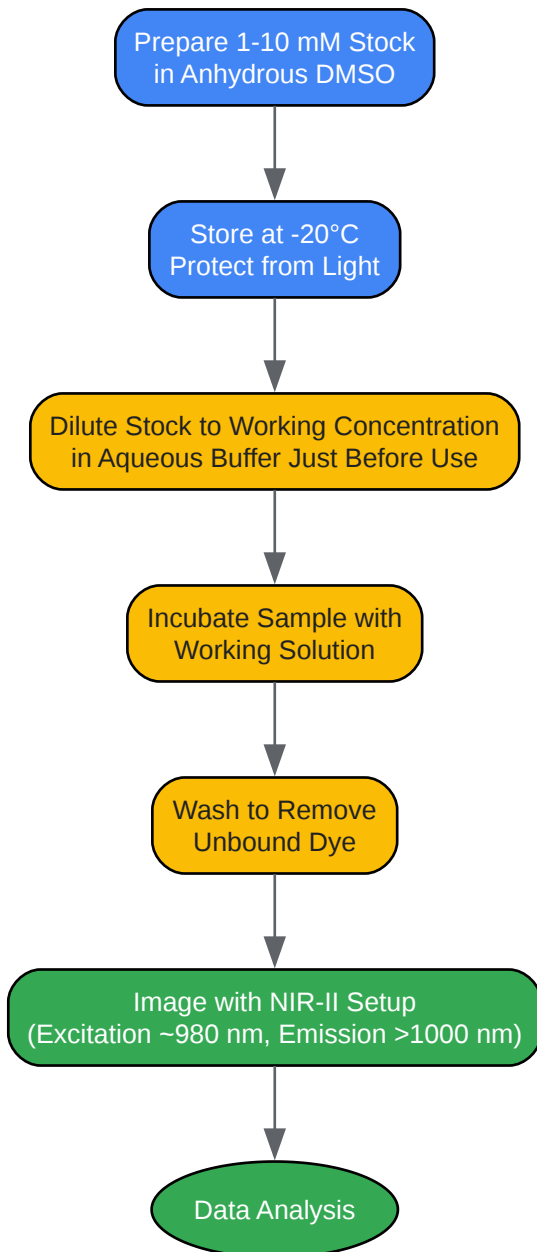 Prepare 1-10 mM Stock
in Anhydrous DMSO
Store at -20°C
Protect from Light
Dilute Stock to Working Concentration
in Aqueous Buffer Just Before Use
Incubate Sample with
Working Solution
Wash to Remove
Unbound Dye
Image with NIR-II Setup
(Excitation ~980 nm, Emission >1000 nm)
Data Analysis